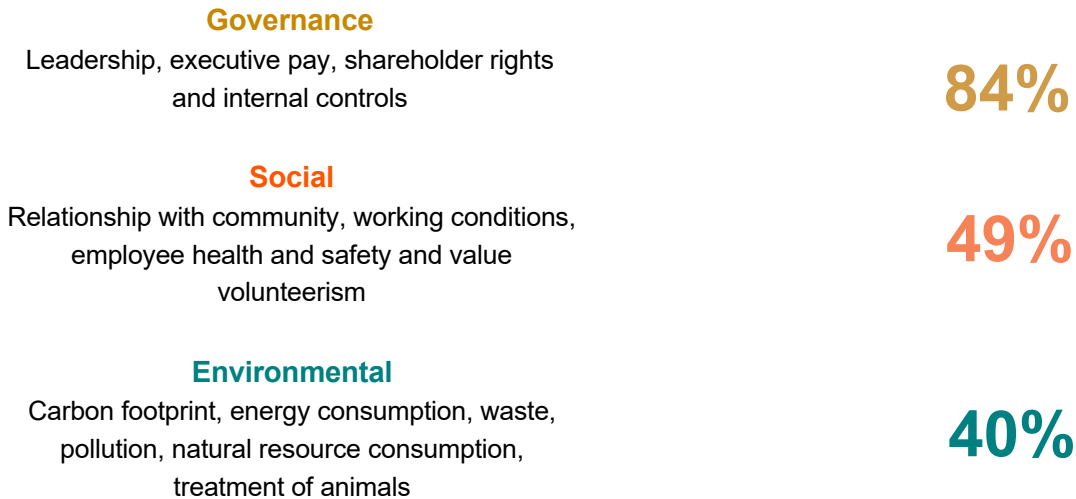 Governance
Leadership, executive pay, shareholder rights
and internal controls
84%
Social
Relationship with community, working conditions,
employee health and safety and value
volunteerism
49%
Environmental
Carbon footprint, energy consumption, waste,
pollution, natural resource consumption,
treatment of animals
40%